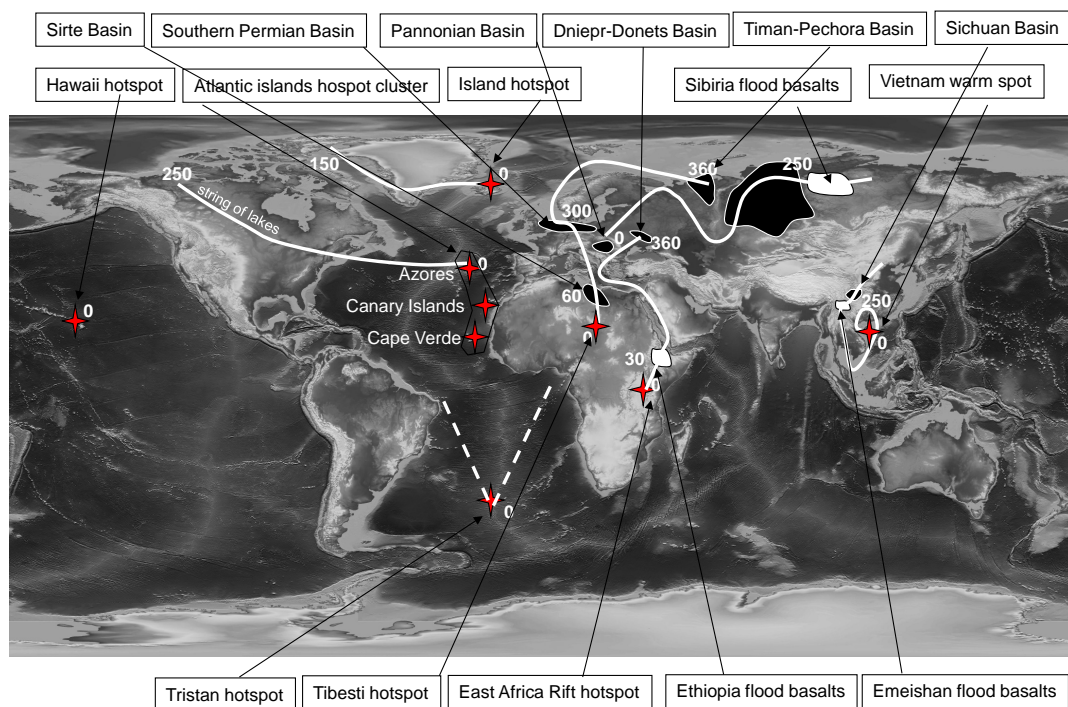 Sirte Basin
Southern Permian Basin
Pannonian Basin
Dniepr-Donets Basin
Timan-Pechora Basin
Sichuan Basin
Hawaii hotspot
Atlantic islands hospot cluster
Island hotspot
Sibiria flood basalts
Vietnam warm spot
150
250
0
360
250
string of lakes
300
0
360
Azores
0
60
250
Canary Islands
0
Cape Verde
0
0
30
0
0
Tristan hotspot
Tibesti hotspot
East Africa Rift hotspot
Ethiopia flood basalts
Emeishan flood basalts